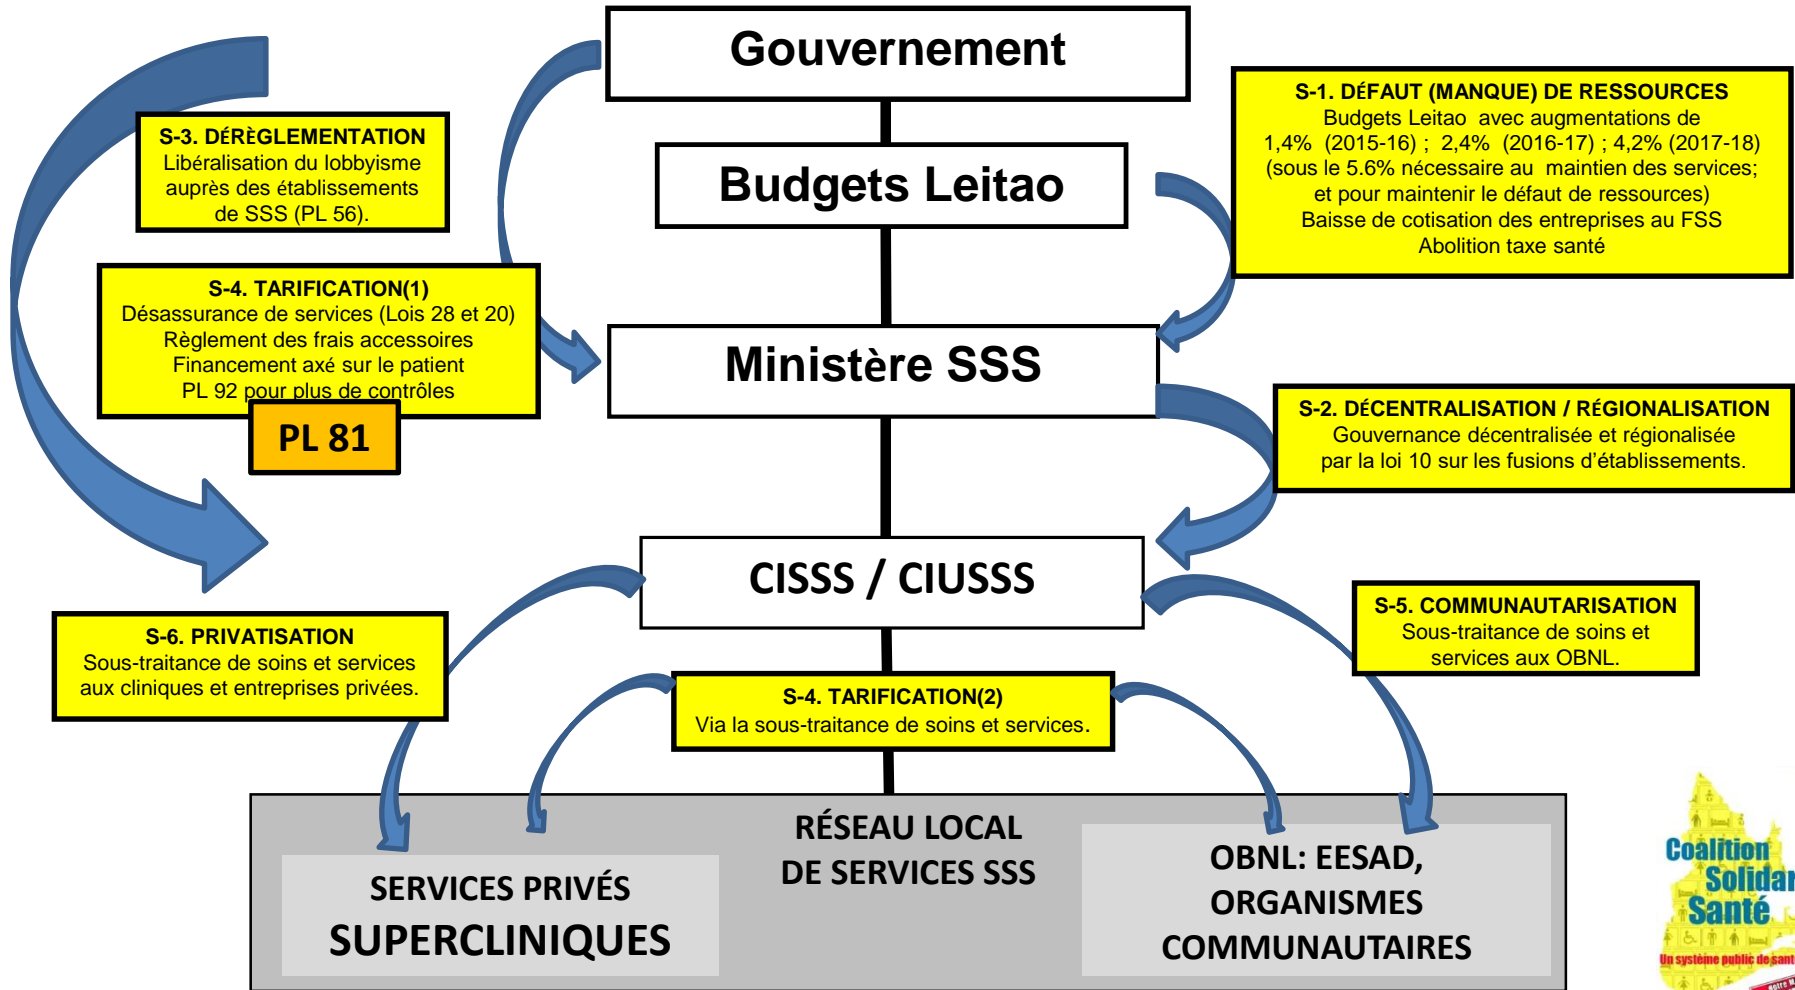 Gouvernement
S-1. DÉFAUT (MANQUE) DE RESSOURCES
Budgets Leitao avec augmentations de
1,4% (2015-16) ; 2,4% (2016-17) ; 4,2% (2017-18)
(sous le 5.6% nécessaire au maintien des services;
et pour maintenir le défaut de ressources)
Baisse de cotisation des entreprises au FSS
Abolition taxe santé
S-3. DÉRÈGLEMENTATION
Libéralisation du lobbyisme
auprès des établissements
de SSS (PL 56).
Budgets Leitao
S-4. TARIFICATION(1)
Désassurance de services (Lois 28 et 20)
Règlement des frais accessoires
Financement axé sur le patient
PL 92 pour plus de contrôles
PL 81
Ministère SSS
S-2. DÉCENTRALISATION / RÉGIONALISATION
Gouvernance décentralisée et régionalisée
par la loi 10 sur les fusions d’établissements.
CISSS / CIUSSS
S-6. PRIVATISATION
Sous-traitance de soins et services
aux cliniques et entreprises privées.
S-5. COMMUNAUTARISATION
Sous-traitance de soins et
services aux OBNL.
S-4. TARIFICATION(2)
Via la sous-traitance de soins et services.
RÉSEAU LOCAL
DE SERVICES SSS
SERVICES PRIVÉS
SUPERCLINIQUES
OBNL: EESAD,
ORGANISMES
COMMUNAUTAIRES
Coalition
Solidar
Santé
Un système public de sant